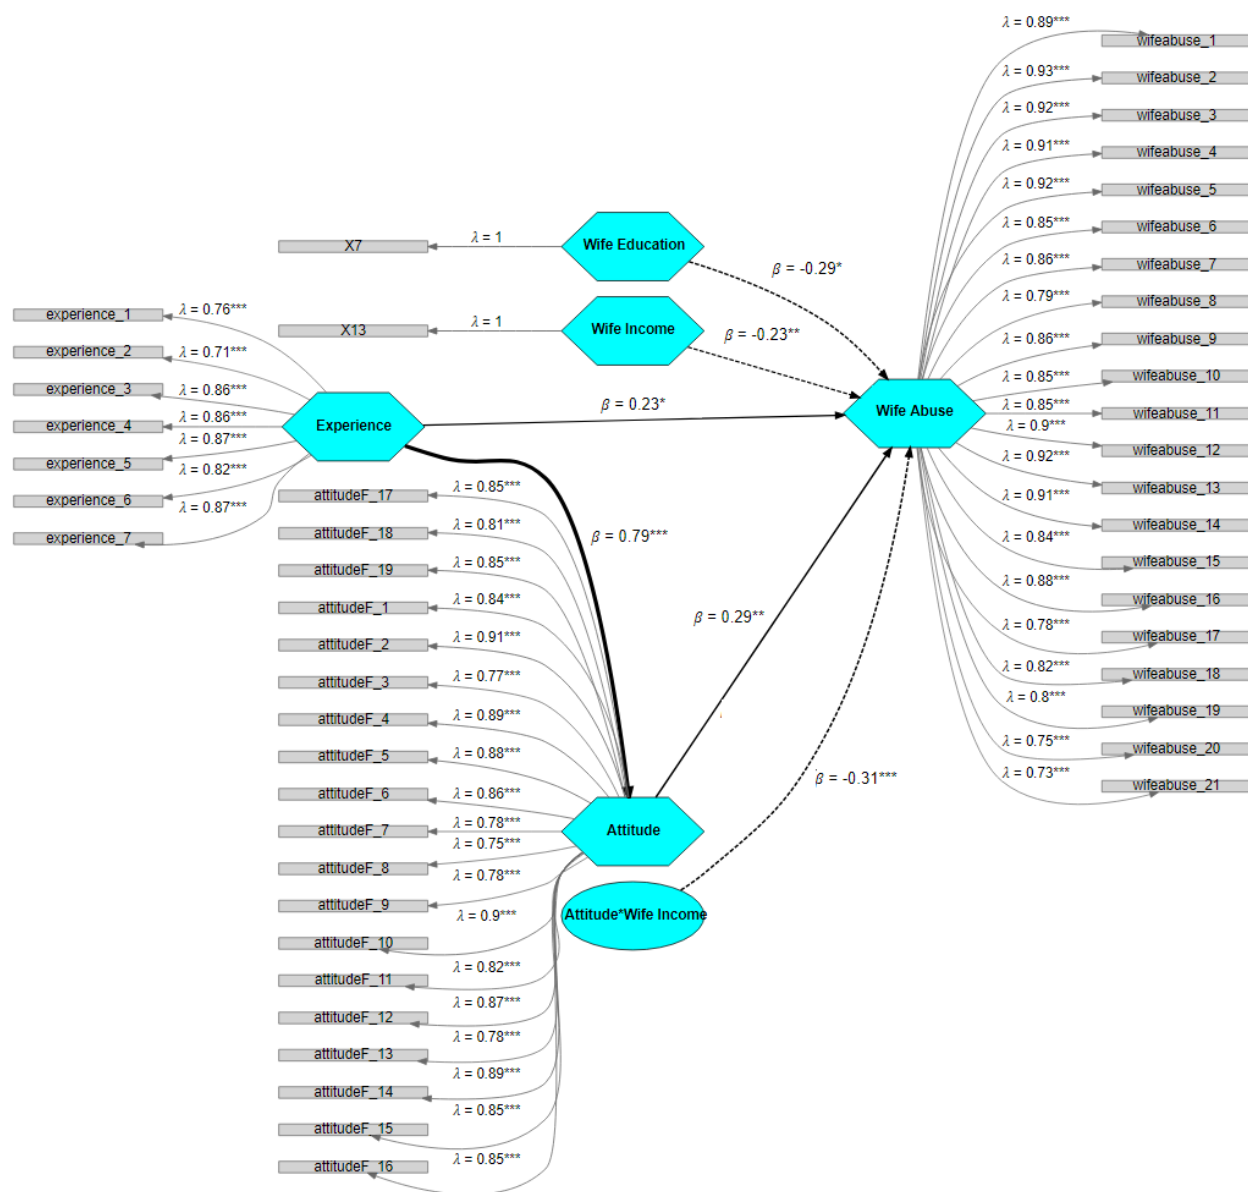 λ = 0.89***
wifeabuse_1
λ = 0.93***
wifeabuse_2
λ = 0.92***
wifeabuse_3
λ = 0.91***
wifeabuse_4
λ = 0.92***
wifeabuse_5
λ = 0.85***
wifeabuse_6
λ = 0.86***
wifeabuse_7
λ = 0.79***
wifeabuse_8
λ = 0.86***
wifeabuse_9
λ = 0.85***
wifeabuse_10
λ = 0.85***
wifeabuse_11
λ = 0.9***
wifeabuse_12
λ = 0.92***
wifeabuse_13
λ = 0.91***
wifeabuse_14
λ = 0.84***
wifeabuse_15
λ = 0.88***
wifeabuse_16
λ = 0.78***
wifeabuse_17
λ = 0.82***
wifeabuse_18
λ = 0.8***
wifeabuse_19
λ = 0.75***
wifeabuse_20
λ = 0.73***
wifeabuse_21
X7
λ = 1
Wife Education
β = -0.29*
X13
λ = 1
Wife Income
β = -0.23**
Wife Abuse
experience_1
λ = 0.76***
experience_2
λ = 0.71***
experience_3
λ = 0.86***
experience_4
λ = 0.86***
experience_5
λ = 0.87***
experience_6
λ = 0.82***
experience_7
λ = 0.87***
Experience
β = 0.23*
β = 0.79***
β = 0.29**
β = -0.31***
attitudeF_17
λ = 0.85***
attitudeF_18
λ = 0.81***
attitudeF_19
λ = 0.85***
attitudeF_1
λ = 0.84***
attitudeF_2
λ = 0.91***
attitudeF_3
λ = 0.77***
attitudeF_4
λ = 0.89***
attitudeF_5
λ = 0.88***
attitudeF_6
λ = 0.86***
attitudeF_7
λ = 0.78***
attitudeF_8
λ = 0.75***
attitudeF_9
λ = 0.78***
attitudeF_10
λ = 0.9***
attitudeF_11
λ = 0.82***
attitudeF_12
λ = 0.87***
attitudeF_13
λ = 0.78***
attitudeF_14
λ = 0.89***
attitudeF_15
λ = 0.85***
attitudeF_16
λ = 0.85***
Attitude
Attitude*Wife Income